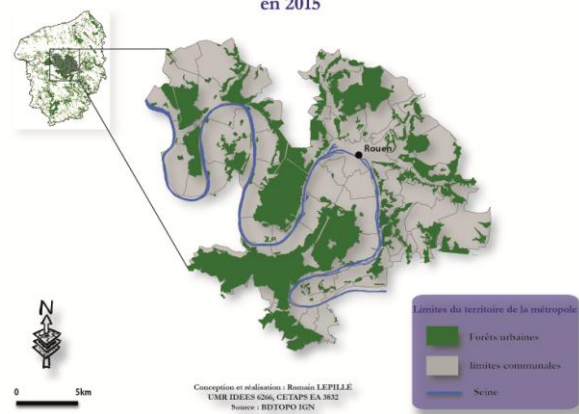 en 2015
Rouen
Limites du territoire de la métropole
Forêts urbaines
limites communales
Seine
N
0 5km
Conception et réalisation : Romain LEPILLÉ
UMR IDEES 6266, CETAPS EA 3832
Source : BDTOPO IGN